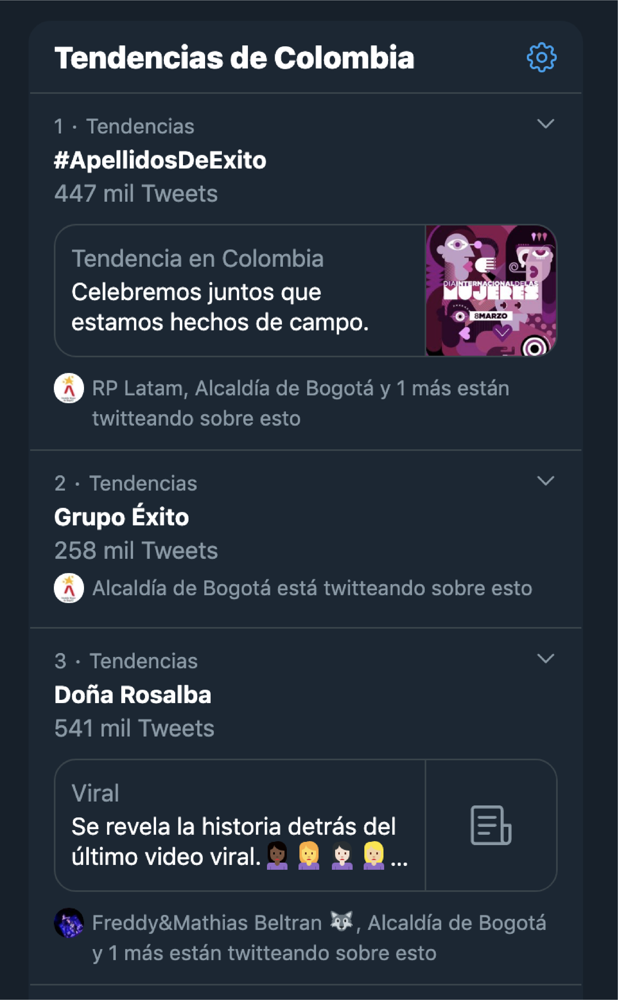 Tendencias de Colombia
1 · Tendencias
#ApellidosDeExito
447 mil Tweets
Tendencia en Colombia
Celebremos juntos que
estamos hechos de campo.
DIAINTERNACIONALDELAS
MUJERES
8MARZO
RP Latam, Alcaldía de Bogotá y 1 más están
twitteando sobre esto
2 · Tendencias
Grupo Éxito
258 mil Tweets
Alcaldía de Bogotá está twitteando sobre esto
3 · Tendencias
Doña Rosalba
541 mil Tweets
Viral
Se revela la historia detrás del
último video viral.🙎🏿‍♀️ 🙎‍♀️ 🙎🏻‍♀️ 🙎🏼‍♀️...
Freddy&Mathias Beltran 🐺, Alcaldía de Bogotá
y 1 más están twitteando sobre esto